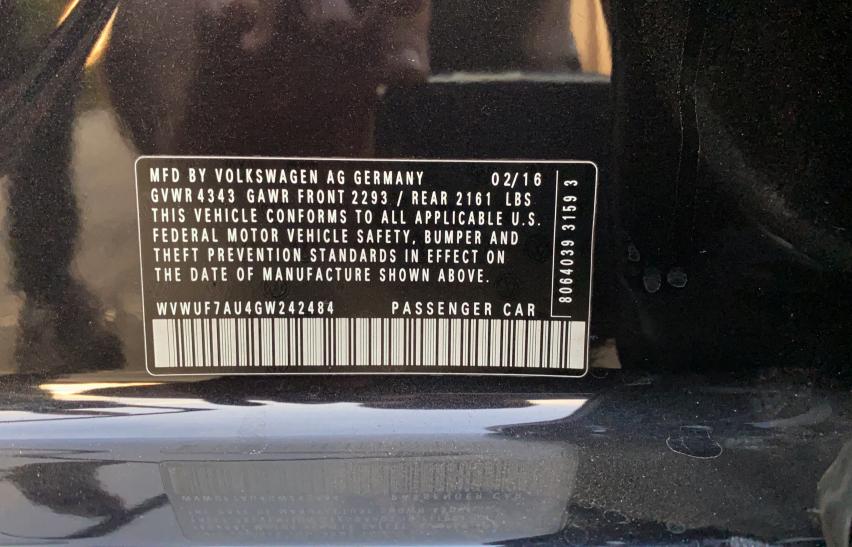 MFD BY VOLKSWAGEN AG GERMANY 02/16
GVWR 4343 GAWR FRONT 2293 / REAR 2161 LBS
THIS VEHICLE CONFORMS TO ALL APPLICABLE U.S.
FEDERAL MOTOR VEHICLE SAFETY, BUMPER AND
THEFT PREVENTION STANDARDS IN EFFECT ON
THE DATE OF MANUFACTURE SHOWN ABOVE.
WVWUF7AU4GW242484 PASSENGER CAR
8064039 3159 3